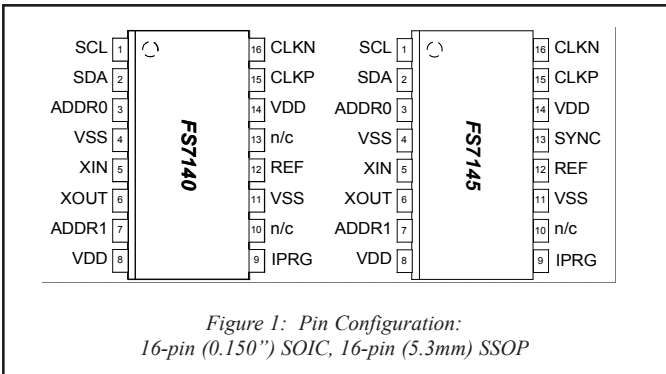 SCL 1 16 CLKN SCL 1 16 CLKN
SDA 2 15 CLKP SDA 2 15 CLKP
ADDR0 3 14 VDD ADDR0 3 14 VDD
VSS 4 13 n/c VSS 4 13 SYNC
XIN 5 12 REF XIN 5 12 REF
XOUT 6 11 VSS XOUT 6 11 VSS
ADDR1 7 10 n/c ADDR1 7 10 n/c
VDD 8 9 IPRG VDD 8 9 IPRG
FS7140
FS7145
Figure 1: Pin Configuration:
16-pin (0.150”) SOIC, 16-pin (5.3mm) SSOP